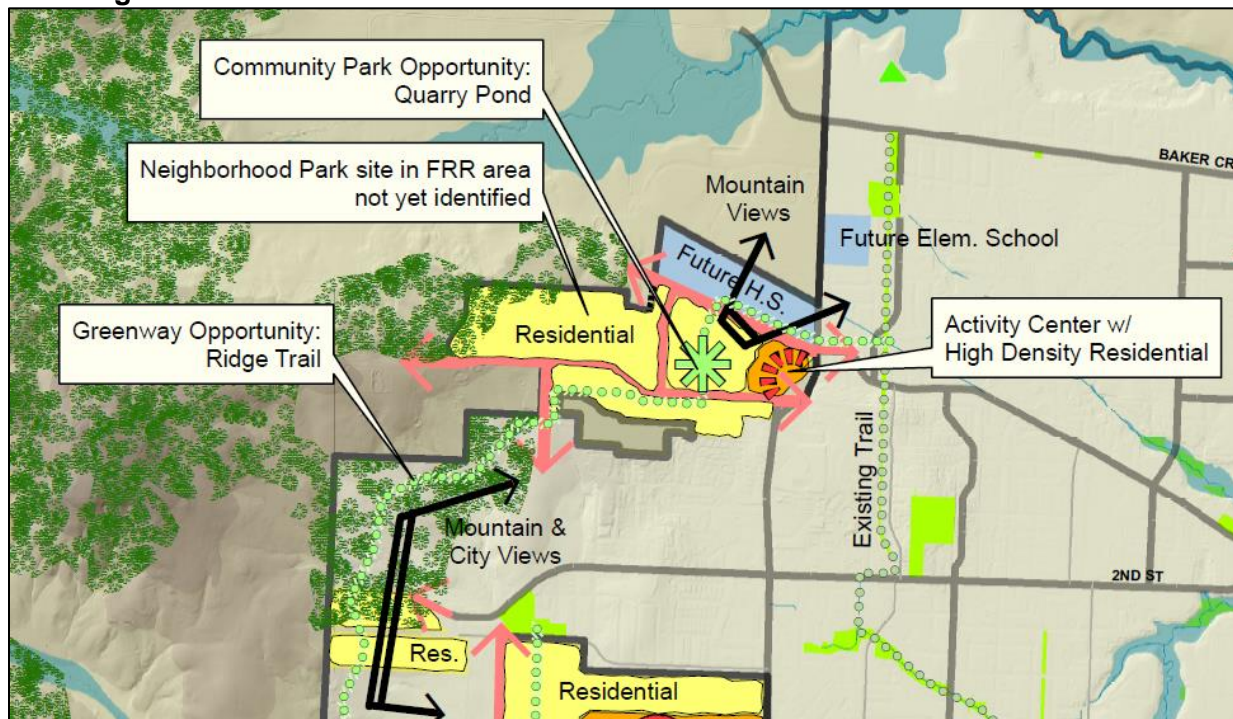 Community Park Opportunity:
Quarry Pond
Neighborhood Park site in FRR area
not yet identified
Mountain
Views
BAKER CR
Future Elem. School
Future H.S.
Greenway Opportunity:
Ridge Trail
Residential
Activity Center w/
High Density Residential
Existing Trail
Mountain &
City Views
2ND ST
Res.
Residential